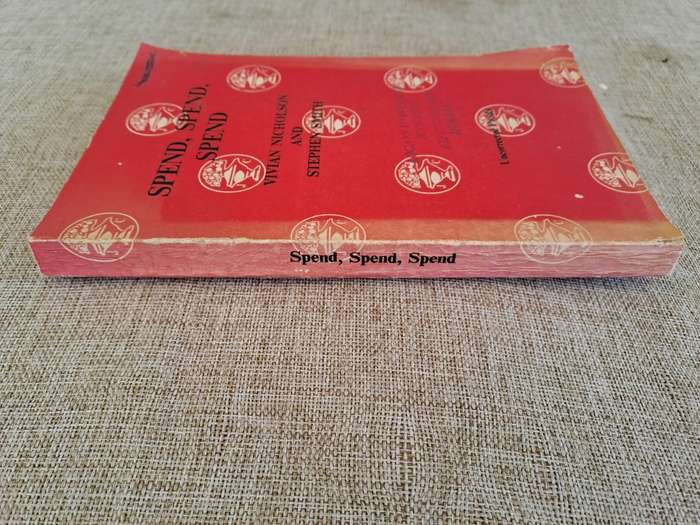 SPEND, SPEND,
SPEND
VIVIAN NICHOLSON
AND
STEPHEN SMITH
Spend, Spend, Spend